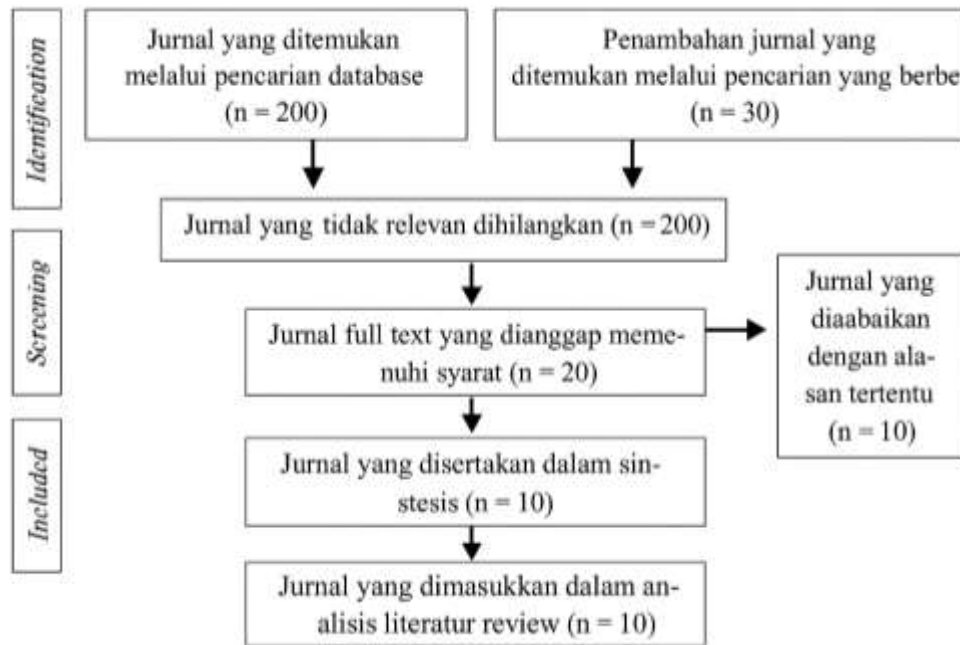 Identification
Jurnal yang ditemukan
melalui pencarian database
(n = 200)
Penambahan jurnal yang
ditemukan melalui pencarian yang berbe
(n = 30)
Jurnal yang tidak relevan dihilangkan (n = 200)
Screening
Jurnal full text yang dianggap meme-
nuhi syarat (n = 20)
Jurnal yang
diaabaikan
dengan ala-
san tertentu
(n = 10)
Included
Jurnal yang disertakan dalam sin-
stesis (n = 10)
Jurnal yang dimasukkan dalam an-
alisis literatur review (n = 10)